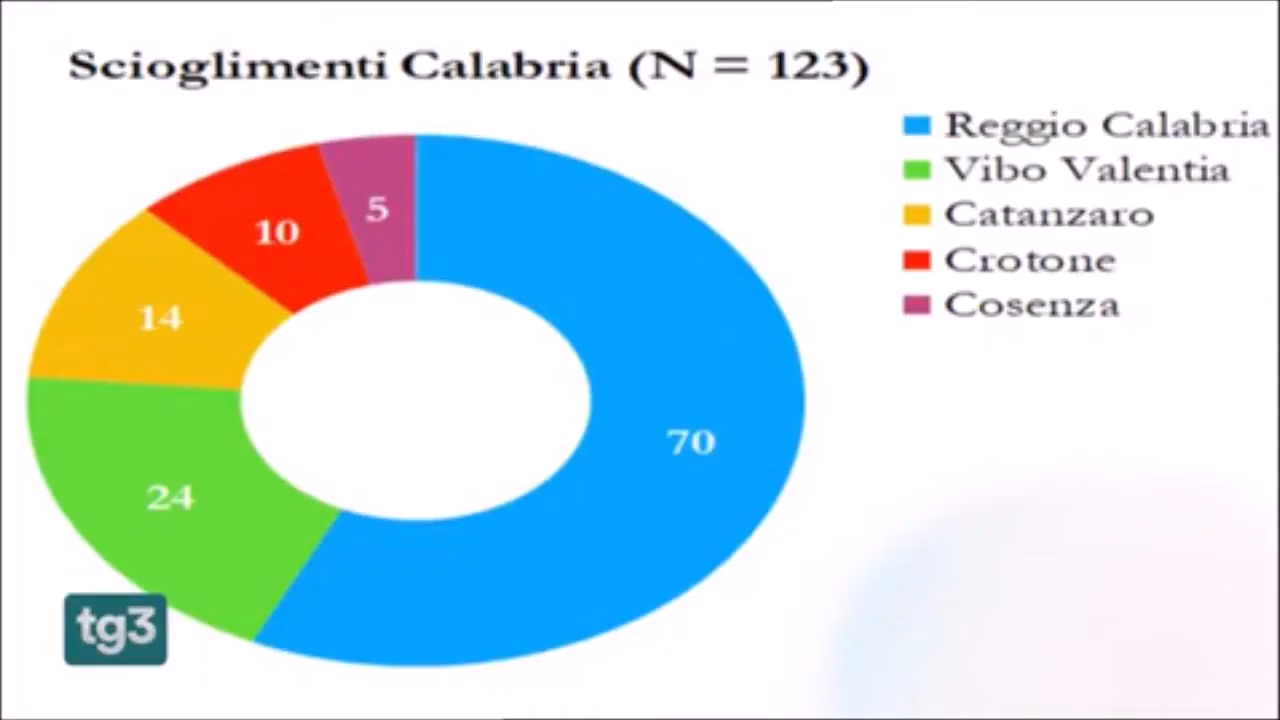 Scioglimenti Calabria (N = 123)
Reggio Calabria
Vibo Valentia
Catanzaro
Crotone
Cosenza
5
10
14
70
24
tg3